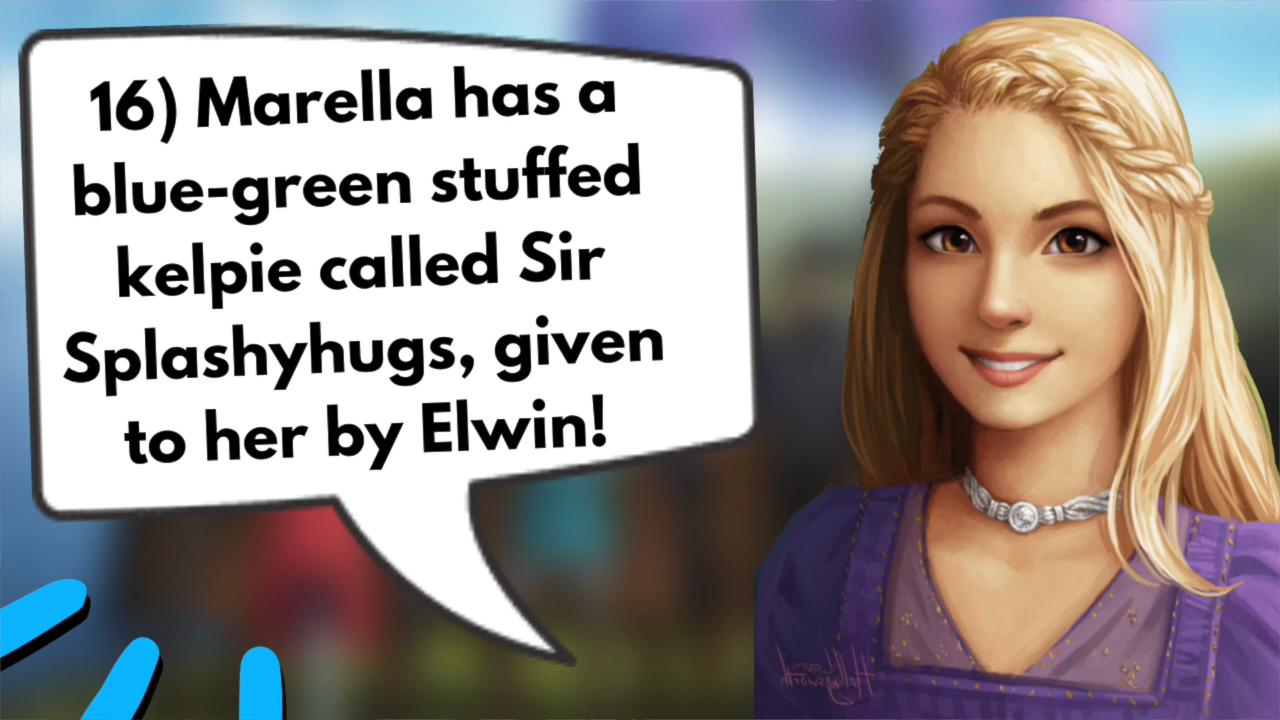 16) Marella has a
blue-green stuffed
kelpie called Sir
Splashyhugs, given
to her by Elwin!